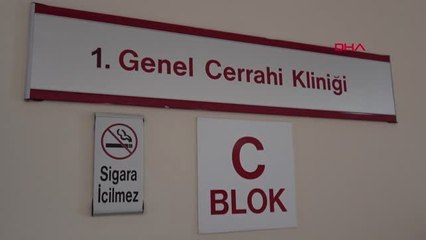 DHA
1. Genel Cerrahi Kliniği
Sigara
İçilmez
C
BLOK